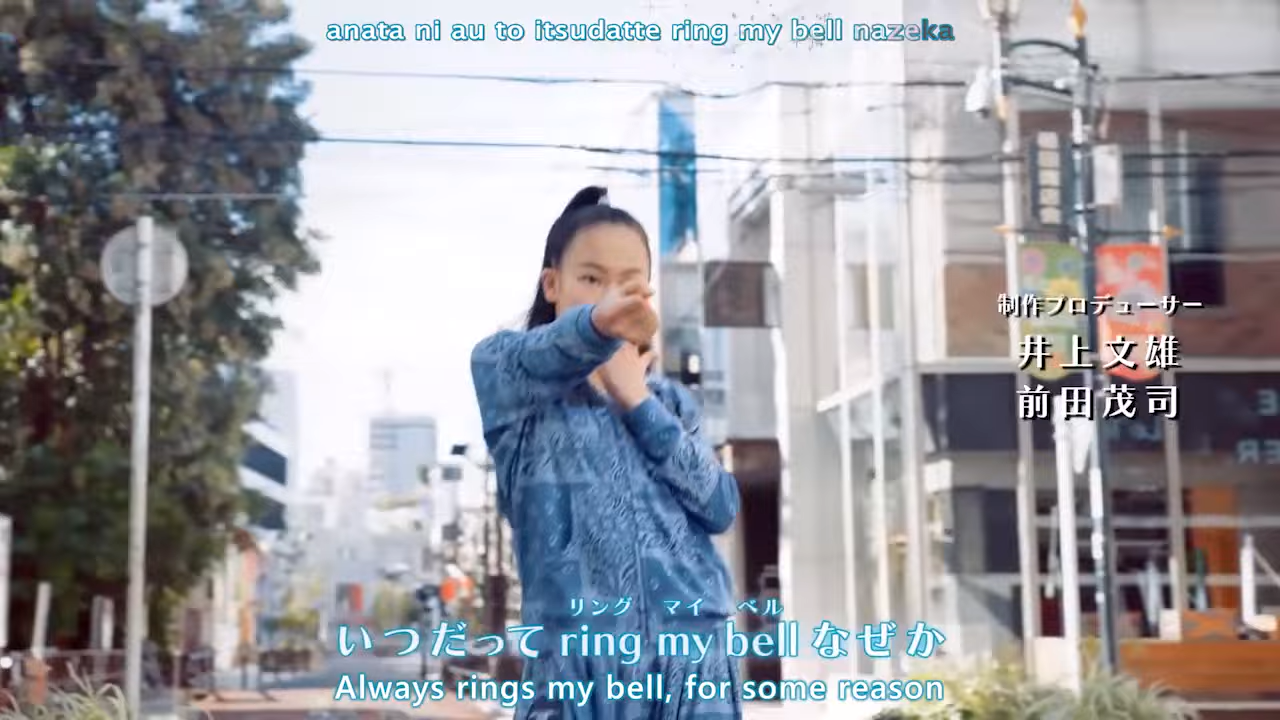 anata ni au to itsudatte ring my bell nazeka
制作プロデューサー
井上文雄
前田茂司
リング マイ ベル
いつだって ring my bell なぜか
Always rings my bell, for some reason